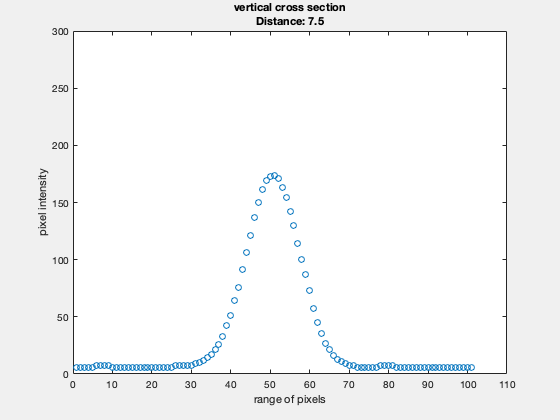 vertical cross section
Distance: 7.5
300
250
200
150
100
50
0
pixel intensity
0 10 20 30 40 50 60 70 80 90 100 110
range of pixels